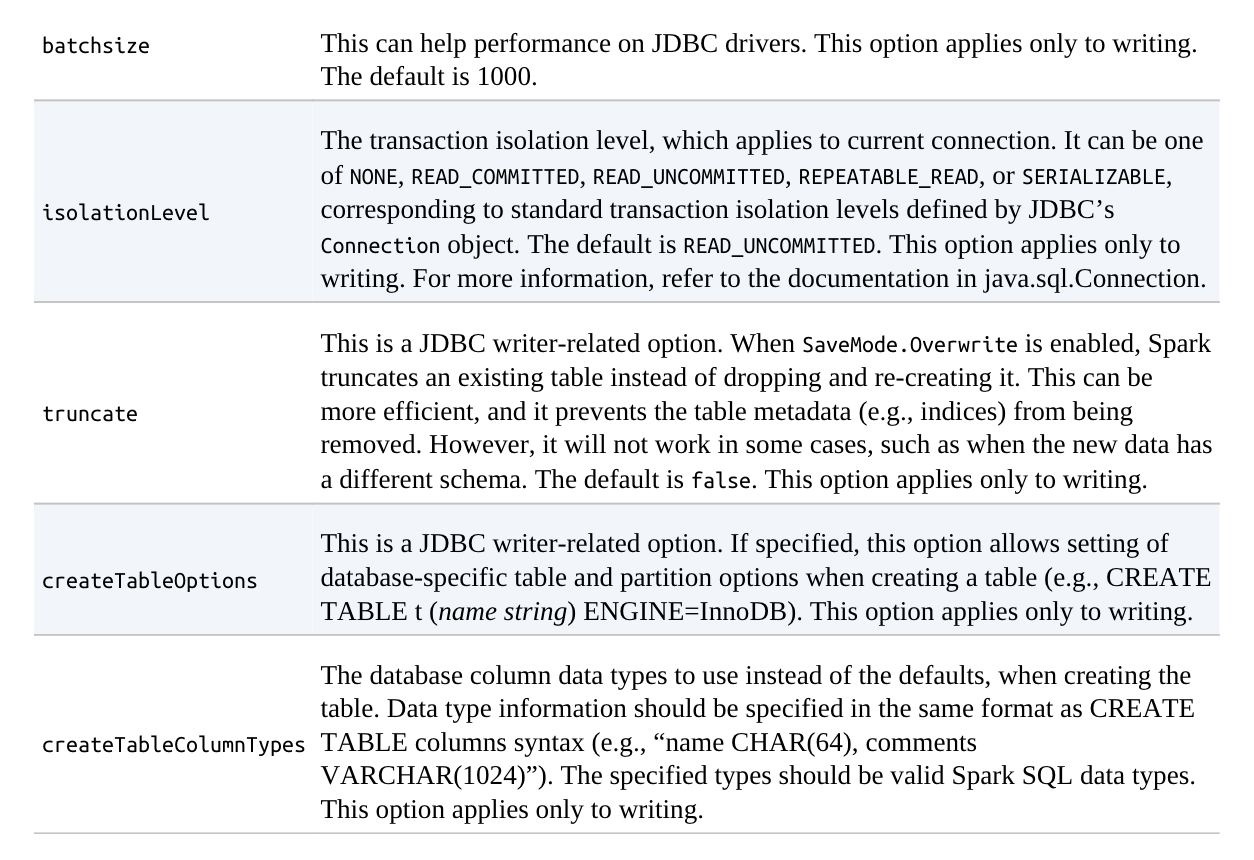 batchsize
This can help performance on JDBC drivers. This option applies only to writing.
The default is 1000.
The transaction isolation level, which applies to current connection. It can be one
of NONE, READ_COMMITTED, READ_UNCOMMITTED, REPEATABLE_READ, or SERIALIZABLE,
isolationLevel
corresponding to standard transaction isolation levels defined by JDBC’s
Connection object. The default is READ_UNCOMMITTED. This option applies only to
writing. For more information, refer to the documentation in java.sql.Connection.
This is a JDBC writer-related option. When SaveMode.Overwrite is enabled, Spark
truncates an existing table instead of dropping and re-creating it. This can be
truncate
more efficient, and it prevents the table metadata (e.g., indices) from being
removed. However, it will not work in some cases, such as when the new data has
a different schema. The default is false. This option applies only to writing.
This is a JDBC writer-related option. If specified, this option allows setting of
createTableOptions
database-specific table and partition options when creating a table (e.g., CREATE
TABLE t (name string) ENGINE=InnoDB). This option applies only to writing.
The database column data types to use instead of the defaults, when creating the
table. Data type information should be specified in the same format as CREATE
createTableColumnTypes
TABLE columns syntax (e.g., “name CHAR(64), comments
VARCHAR(1024)”). The specified types should be valid Spark SQL data types.
This option applies only to writing.